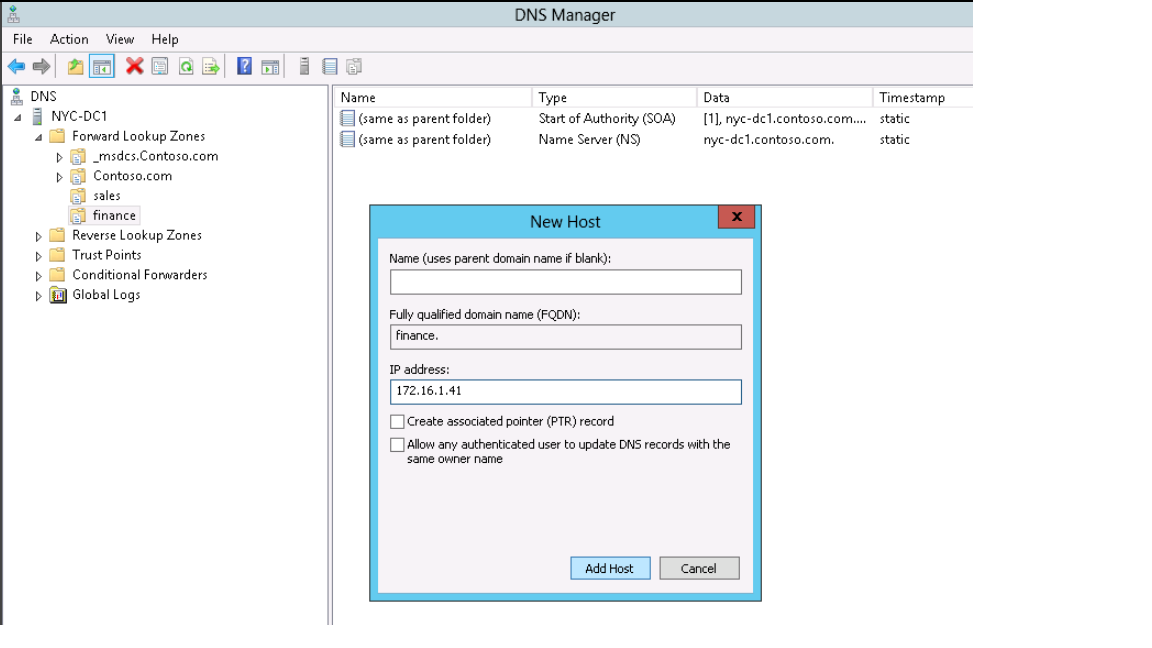 DNS Manager
File Action View Help
DNS
NYC-DC1
Forward Lookup Zones
_msdcs.Contoso.com
Contoso.com
sales
finance
Reverse Lookup Zones
Trust Points
Conditional Forwarders
Global Logs
Name Type Data Timestamp
(same as parent folder) Start of Authority (SOA) [1], nyc-dc1.contoso.com.... static
(same as parent folder) Name Server (NS) nyc-dc1.contoso.com. static
New Host
x
Name (uses parent domain name if blank):
Fully qualified domain name (FQDN):
finance.
IP address:
172.16.1.41
Create associated pointer (PTR) record
Allow any authenticated user to update DNS records with the
same owner name
Add Host Cancel